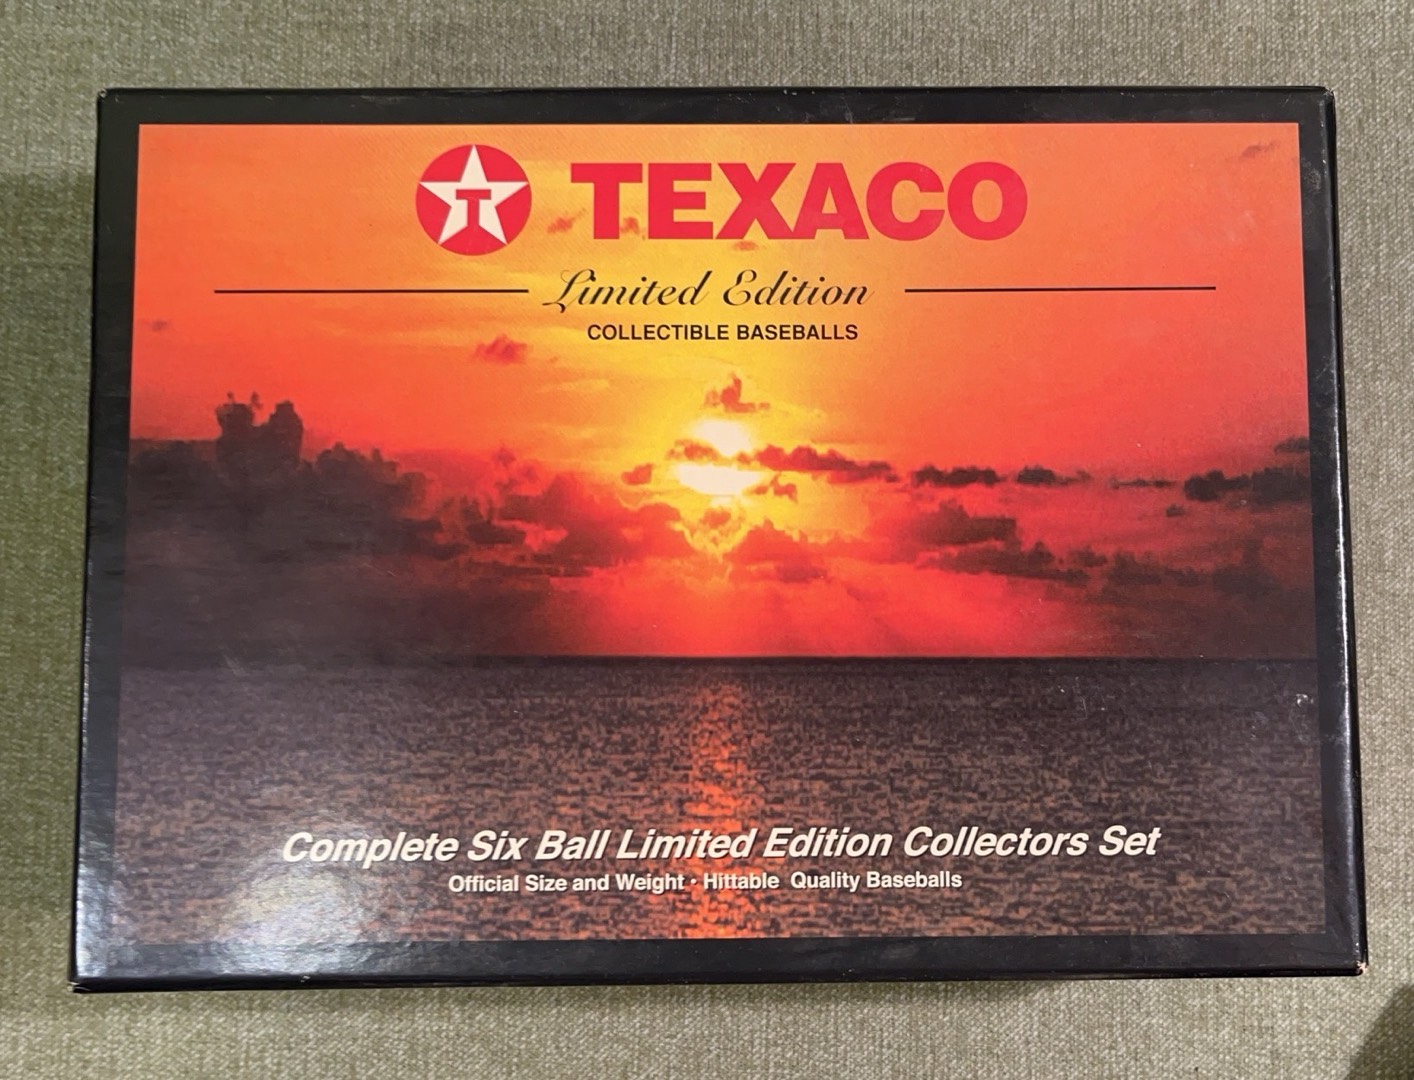 T TEXACO
Limited Edition
COLLECTIBLE BASEBALLS
Complete Six Ball Limited Edition Collectors Set
Official Size and Weight · Hittable Quality Baseballs